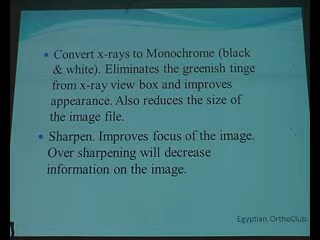 • Convert x-rays to Monochrome (black
& white). Eliminates the greenish tinge
from x-ray view box and improves
appearance. Also reduces the size of
the image file.
• Sharpen. Improves focus of the image.
Over sharpening will decrease
information on the image.
Egyptian OrthoClub